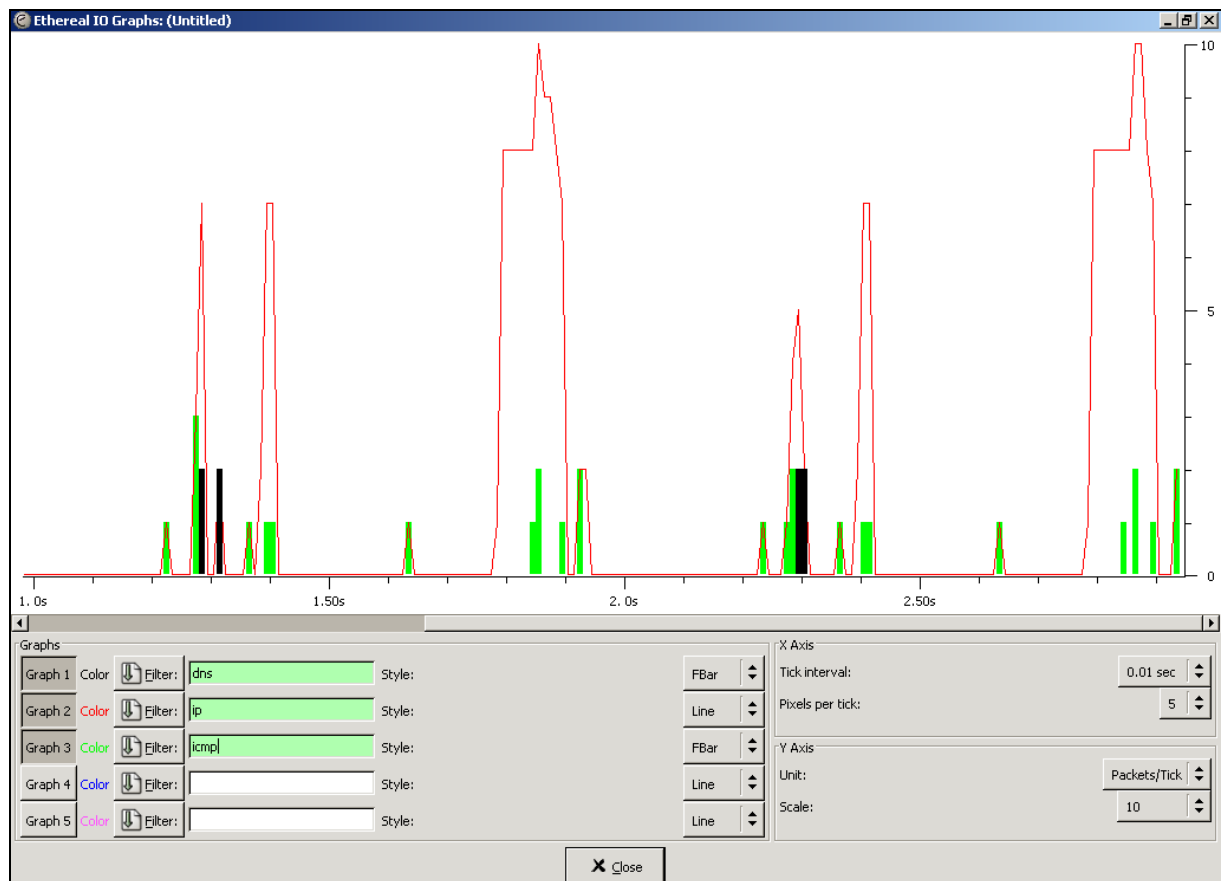 Ethereal IO Graphs: (Untitled)
10
5
0
1. 0s 1.50s 2.0s 2.50s
Graphs
Graph 1 Color Filter: dns Style: FBar
Graph 2 Color Filter: ip Style: Line
Graph 3 Color Filter: icmp Style: FBar
Graph 4 Color Filter: Style: Line
Graph 5 Color Filter: Style: Line
X Axis
Tick interval: 0.01 sec
Pixels per tick: 5
Y Axis
Unit: Packets/Tick
Scale: 10
Close